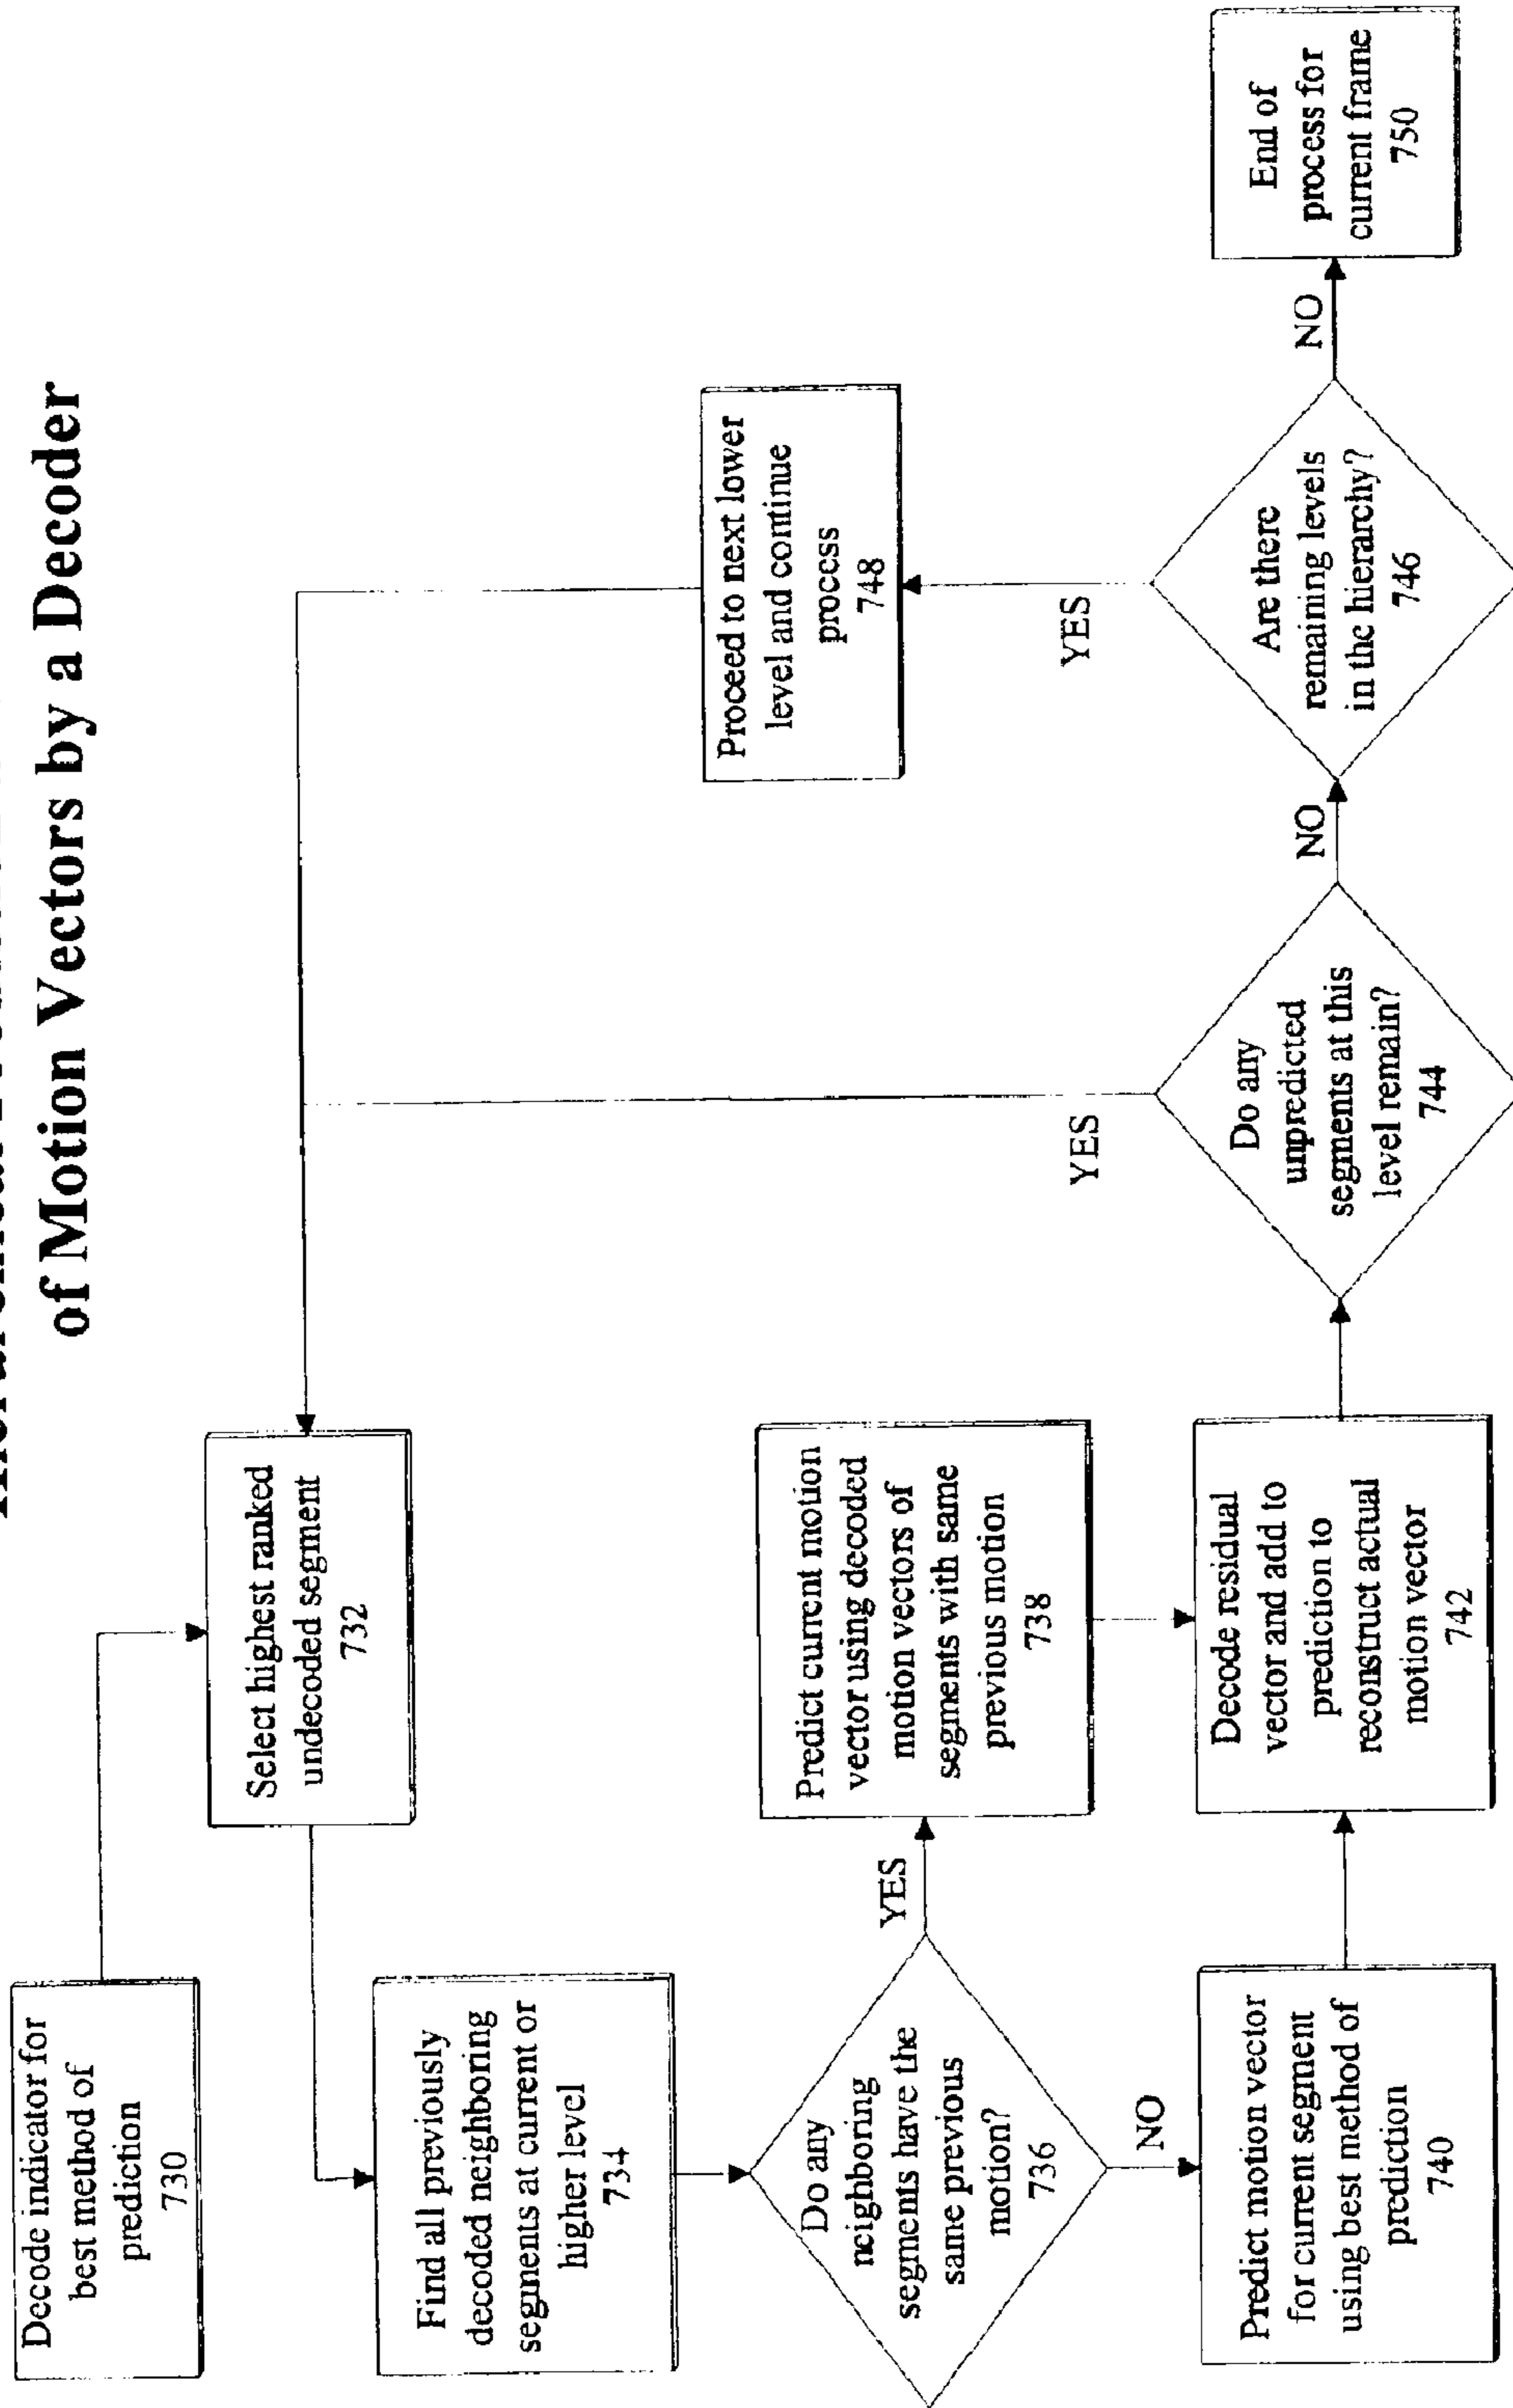 of Motion Vectors by a Decoder
Decode indicator for
best method of
prediction
730
Select highest ranked
undecoded segment
732
Find all previously
decoded neighboring
segments at current or
higher level
734
Do any
neighboring
segments have the
same previous
motion?
736
YES
NO
Predict current motion
vector using decoded
motion vectors of
segments with same
previous motion
738
Predict motion vector
for current segment
using best method of
prediction
740
Decode residual
vector and add to
prediction to
reconstruct actual
motion vector
742
Do any
unpredicted
segments at this
level remain?
744
YES
NO
Are there
remaining levels
in the hierarchy?
746
YES
NO
Proceed to next lower
level and continue
process
748
End of
process for
current frame
750